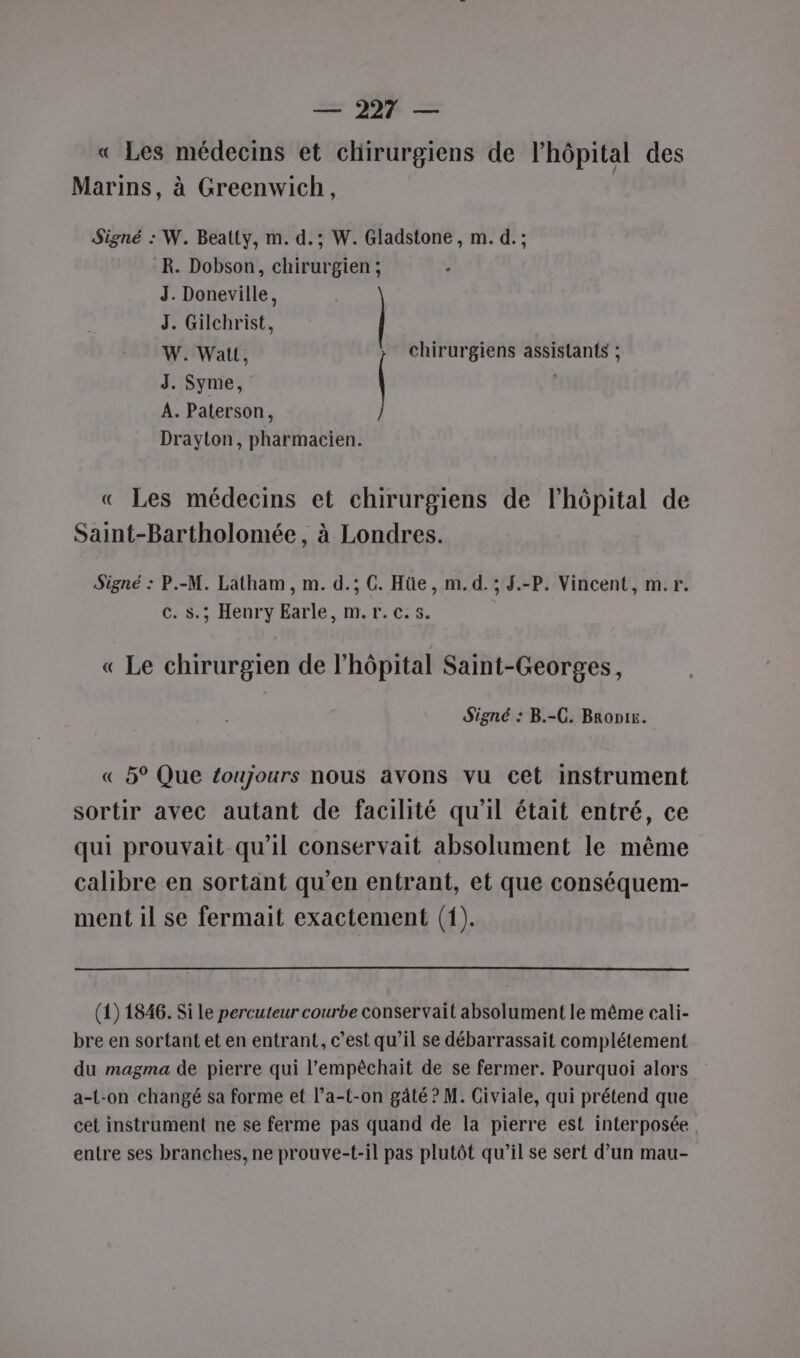 — 227 —
« Les médecins et chirurgiens de l'hôpital des
Marins, à Greenwich,
Signé : W. Beatty, m. d.; W. Gladstone, m. d.;
R. Dobson, chirurgien;
J. Doneville,
J. Gilchrist,
W. Watt, chirurgiens assistants;
J. Syme,
A. Paterson,
Drayton, pharmacien.
« Les médecins et chirurgiens de l'hôpital de
Saint-Bartholomée, à Londres.
Signé : P.-M. Latham, m. d.; C. Hüe, m. d.; J.-P. Vincent, m. r.
c. s.; Henry Earle, m. r. c. s.
« Le chirurgien de l'hôpital Saint-Georges,
Signé : B.-C. Brodie.
« 5° Que toujours nous avons vu cet instrument
sortir avec autant de facilité qu'il était entré, ce
qui prouvait qu'il conservait absolument le même
calibre en sortant qu'en entrant, et que conséquem-
ment il se fermait exactement (1).
(1) 1846. Si le percuteur courbe conservait absolument le même cali-
bre en sortant et en entrant, c'est qu'il se débarrassait complétement
du magma de pierre qui l'empêchait de se fermer. Pourquoi alors
a-t-on changé sa forme et l'a-t-on gâté? M. Civiale, qui prétend que
cet instrument ne se ferme pas quand de la pierre est interposée
entre ses branches, ne prouve-t-il pas plutôt qu'il se sert d'un mau-